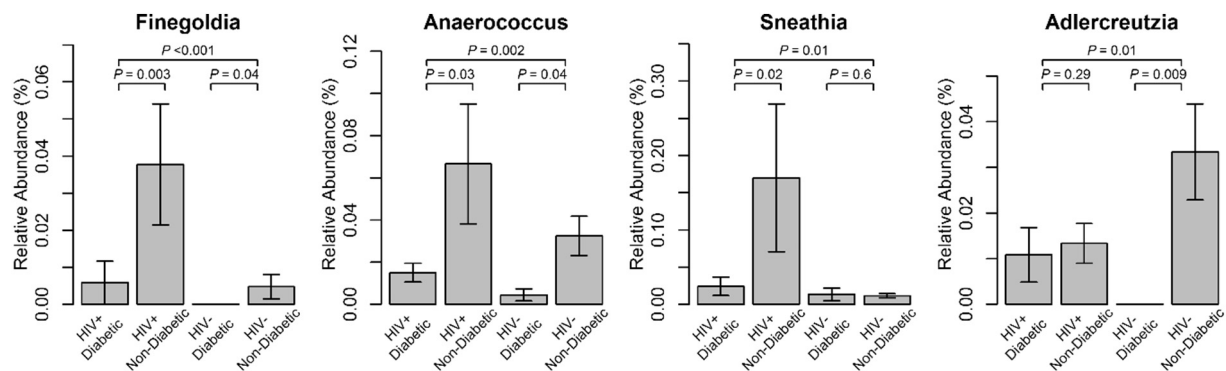 Finegoldia
P <0.001
P = 0.003
P = 0.04
Relative Abundance (%)
0.00
0.02
0.04
0.06
HIV+
Diabetic
HIV+
Non-Diabetic
HIV-
Diabetic
HIV-
Non-Diabetic
Anaerococcus
P = 0.002
P = 0.03
P = 0.04
Relative Abundance (%)
0.00
0.04
0.08
0.12
HIV+
Diabetic
HIV+
Non-Diabetic
HIV-
Diabetic
HIV-
Non-Diabetic
Sneathia
P = 0.01
P = 0.02
P = 0.6
Relative Abundance (%)
0.00
0.10
0.20
0.30
HIV+
Diabetic
HIV+
Non-Diabetic
HIV-
Diabetic
HIV-
Non-Diabetic
Adlercreutzia
P = 0.01
P = 0.29
P = 0.009
Relative Abundance (%)
0.00
0.02
0.04
HIV+
Diabetic
HIV+
Non-Diabetic
HIV-
Diabetic
HIV-
Non-Diabetic